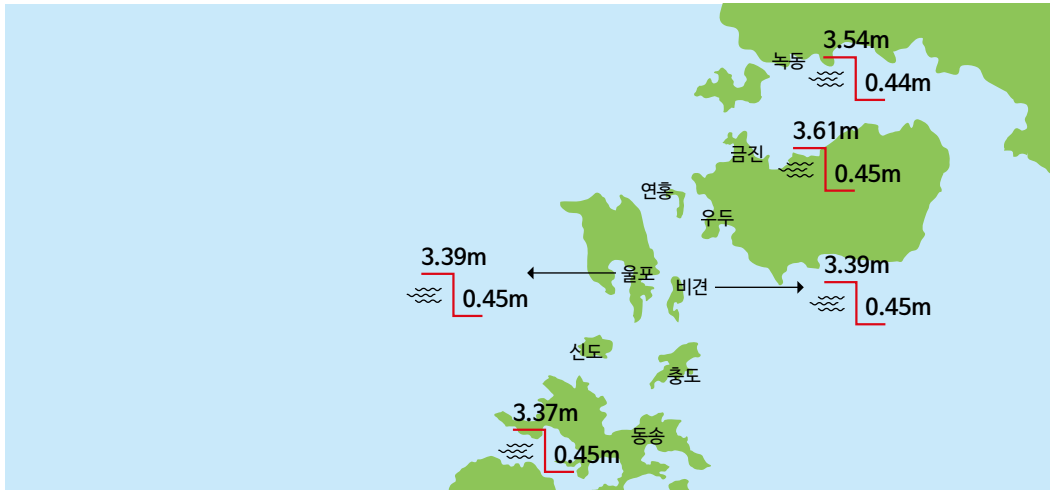 3.54m
녹동
0.44m
3.61m
금진
0.45m
연홍
우두
3.39m
울포
0.45m
비견
3.39m
0.45m
신도
충도
3.37m
동송
0.45m